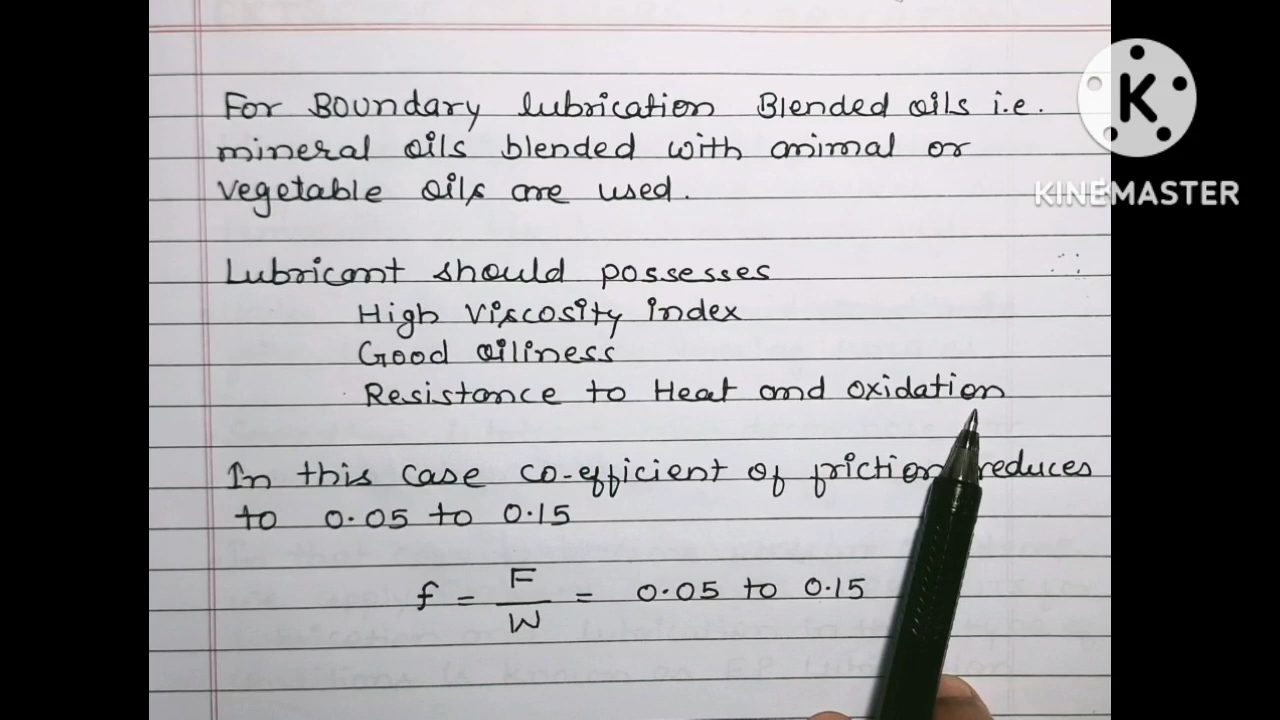 For Boundary lubrication Blended oils i.e.
mineral oils blended with animal or
vegetable oils are used.
Lubricant should possesses
High Viscosity index
Good oiliness
Resistance to Heat and oxidation
In this case co-efficient of friction reduces
to 0.05 to 0.15
f = F/W = 0.05 to 0.15
K
KINEMASTER